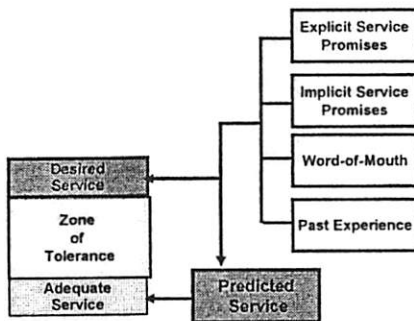 Explicit Service
Promises
Implicit Service
Promises
Word-of-Mouth
Past Experience
Desired
Service
Zone
of
Tolerance
Adequate
Service
Predicted
Service